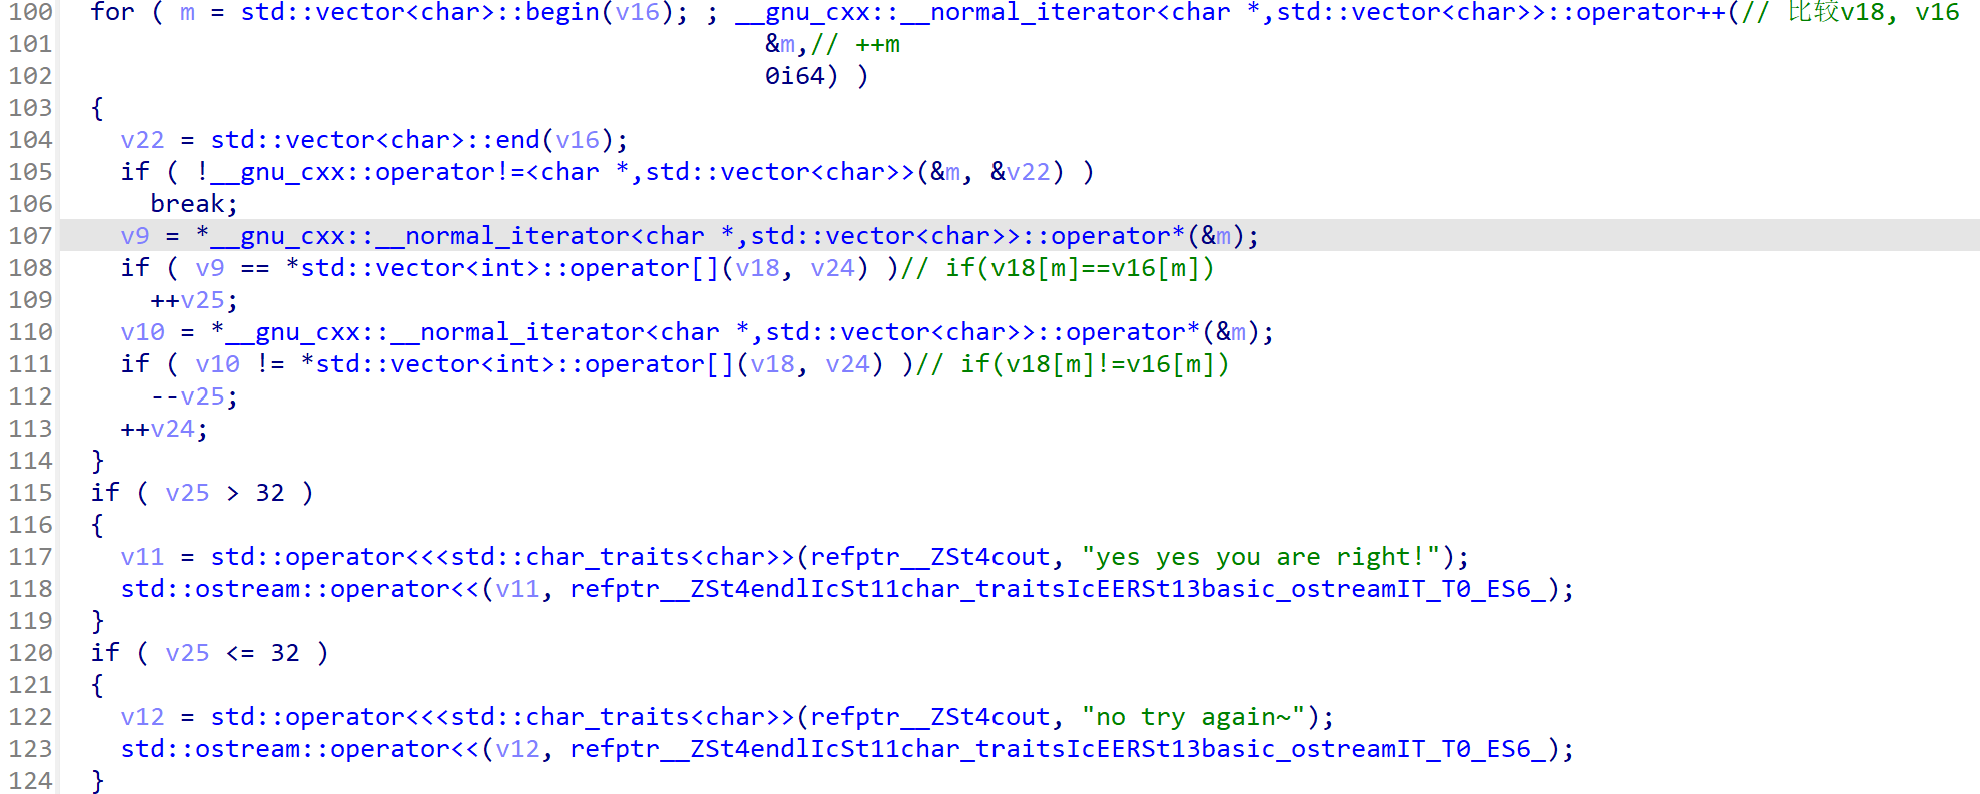 100 for ( m = std::vector<char>::begin(v16); ; __gnu_cxx::__normal_iterator<char *,std::vector<char>>::operator++(// 比较v18, v16
101 &m,// ++m
102 0i64) )
103 {
104 v22 = std::vector<char>::end(v16);
105 if ( !__gnu_cxx::operator!=<char *,std::vector<char>>(&m, &v22) )
106 break;
107 v9 = *__gnu_cxx::__normal_iterator<char *,std::vector<char>>::operator*(&m);
108 if ( v9 == *std::vector<int>::operator[](v18, v24) )// if(v18[m]==v16[m])
109 ++v25;
110 v10 = *__gnu_cxx::__normal_iterator<char *,std::vector<char>>::operator*(&m);
111 if ( v10 != *std::vector<int>::operator[](v18, v24) )// if(v18[m]!=v16[m])
112 --v25;
113 ++v24;
114 }
115 if ( v25 > 32 )
116 {
117 v11 = std::operator<<<std::char_traits<char>>(refptr__ZSt4cout, "yes yes you are right!");
118 std::ostream::operator<<(v11, refptr__ZSt4endlIcSt11char_traitsIcEERSt13basic_ostreamIT_T0_ES6_);
119 }
120 if ( v25 <= 32 )
121 {
122 v12 = std::operator<<<std::char_traits<char>>(refptr__ZSt4cout, "no try again~");
123 std::ostream::operator<<(v12, refptr__ZSt4endlIcSt11char_traitsIcEERSt13basic_ostreamIT_T0_ES6_);
124 }